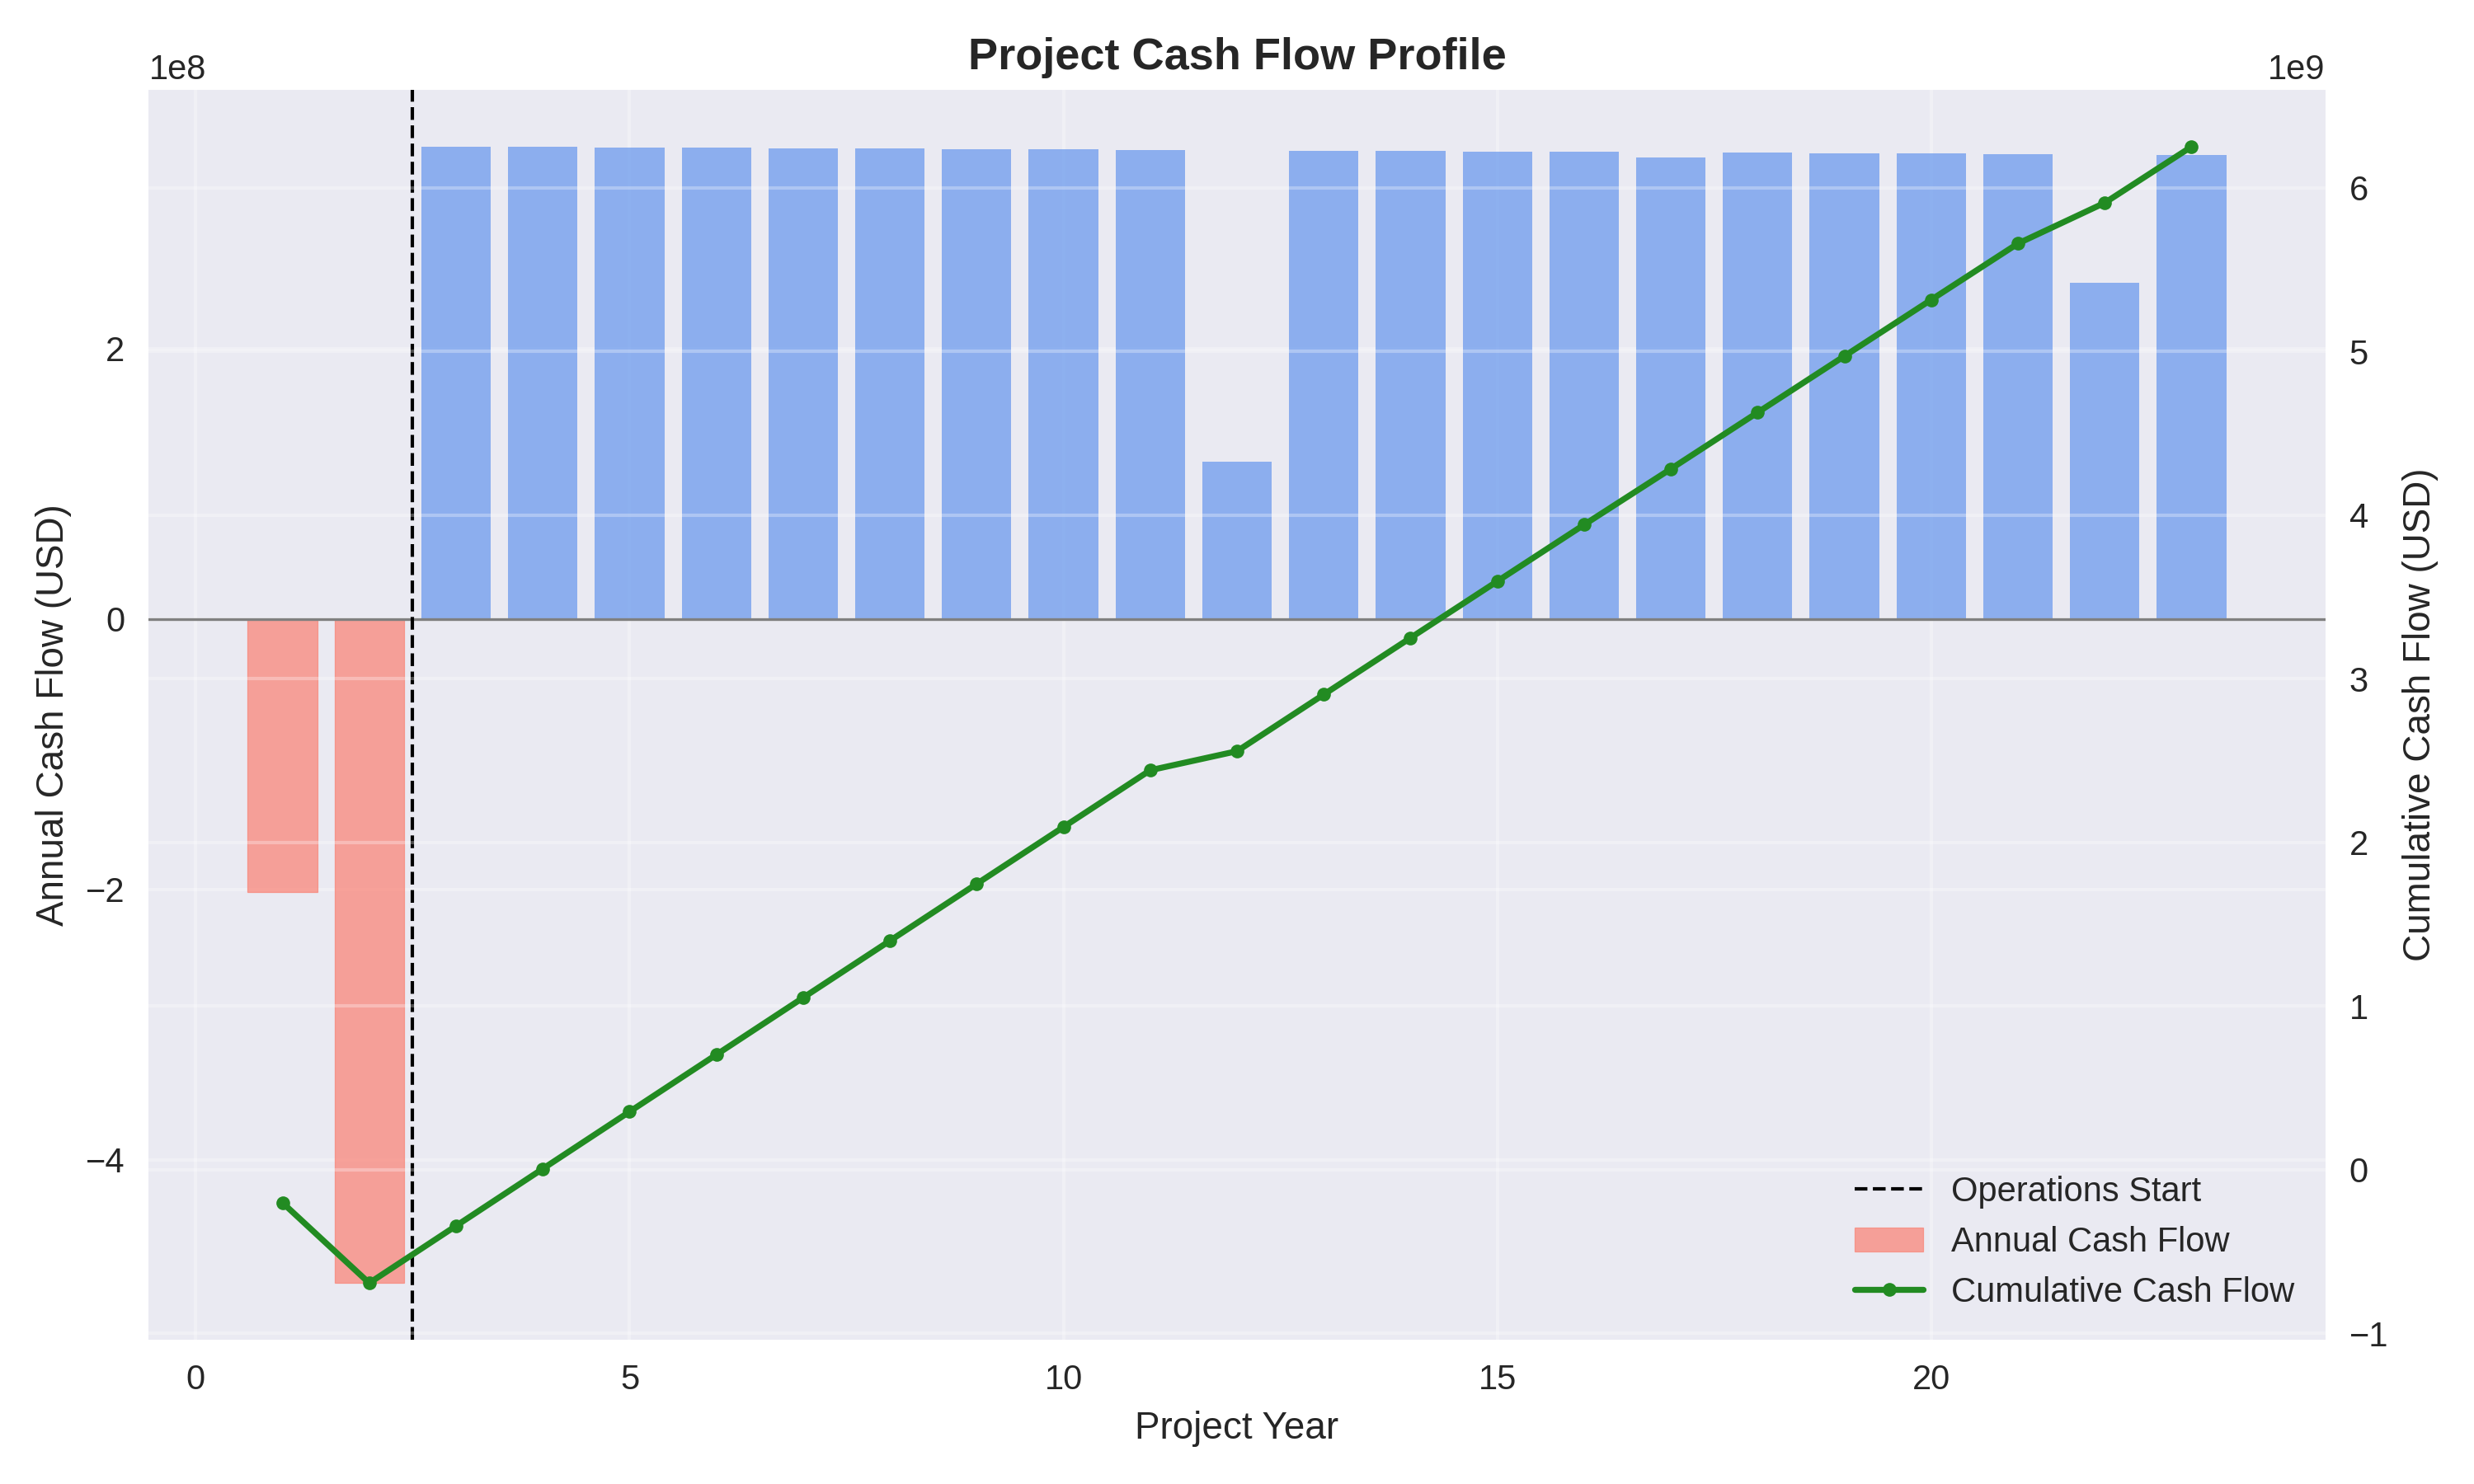 Project Cash Flow Profile
1e8
1e9
Annual Cash Flow (USD)
2
0
−2
−4
6
5
4
3
2
1
0
−1
Cumulative Cash Flow (USD)
Operations Start
Annual Cash Flow
Cumulative Cash Flow
0 5 10 15 20
Project Year